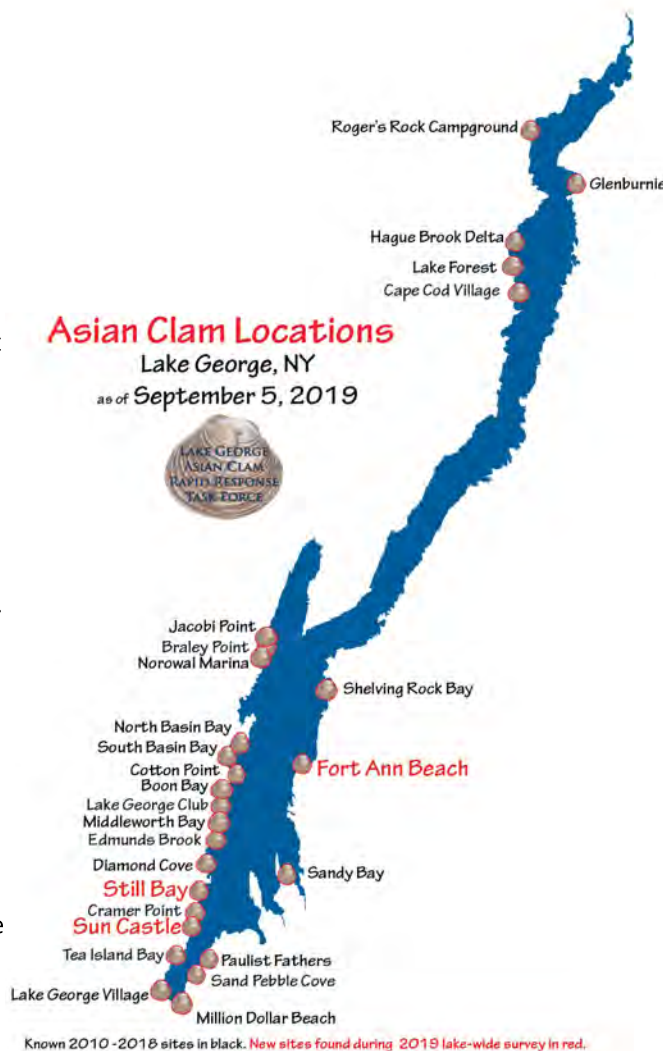 Roger's Rock Campground
Glenburnie
Hague Brook Delta
Lake Forest
Cape Cod Village
Asian Clam Locations
Lake George, NY
as of September 5, 2019
LAKE GEORGE
ASIAN CLAM
RAPID RESPONSE
TASK FORCE
Jacobi Point
Braley Point
Norowal Marina
Shelving Rock Bay
North Basin Bay
South Basin Bay
Cotton Point
Fort Ann Beach
Boon Bay
Lake George Club
Middleworth Bay
Edmunds Brook
Diamond Cove
Sandy Bay
Still Bay
Cramer Point
Sun Castle
Tea Island Bay
Paulist Fathers
Sand Pebble Cove
Lake George Village
Million Dollar Beach
Known 2010 -2018 sites in black. New sites found during 2019 lake-wide survey in red.